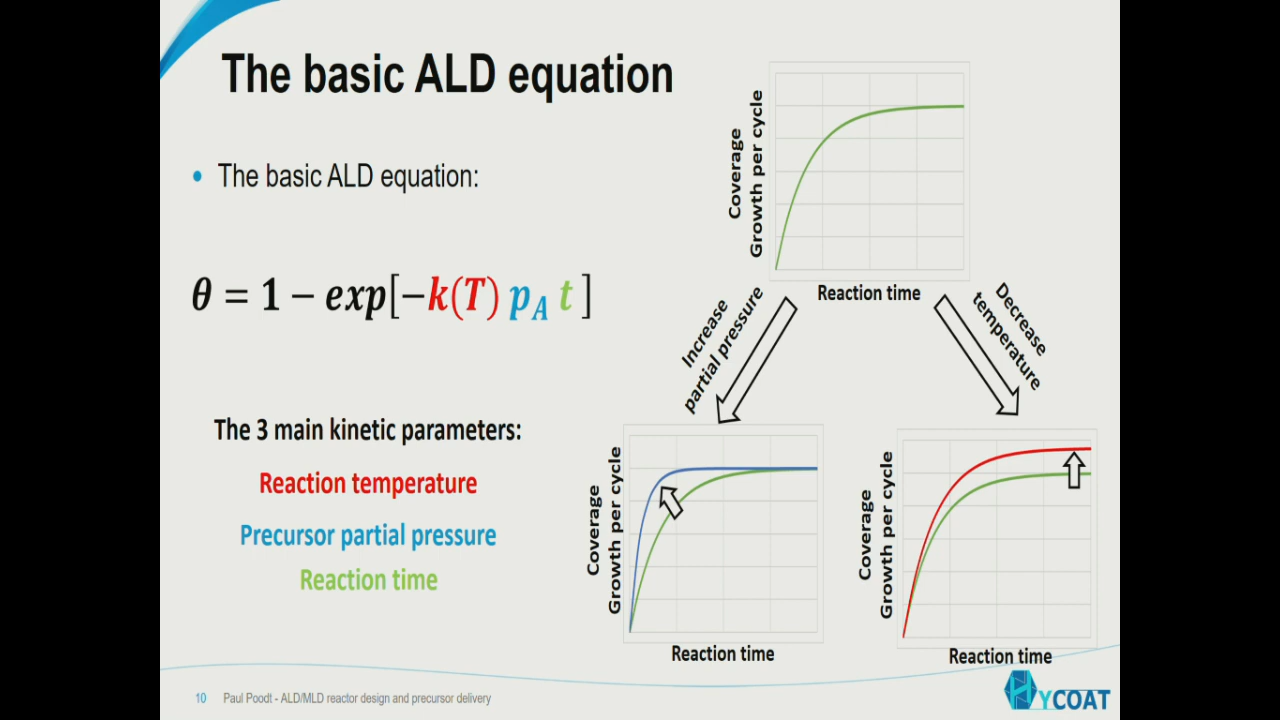 The basic ALD equation
• The basic ALD equation:
θ = 1 − exp[−k(T) p_A t ]
The 3 main kinetic parameters:
Reaction temperature
Precursor partial pressure
Reaction time
Coverage
Growth per cycle
Reaction time
Increase
partial pressure
Decrease
temperature
Coverage
Growth per cycle
Reaction time
Coverage
Growth per cycle
Reaction time
10 Paul Poodt - ALD/MLD reactor design and precursor delivery
HYCOAT